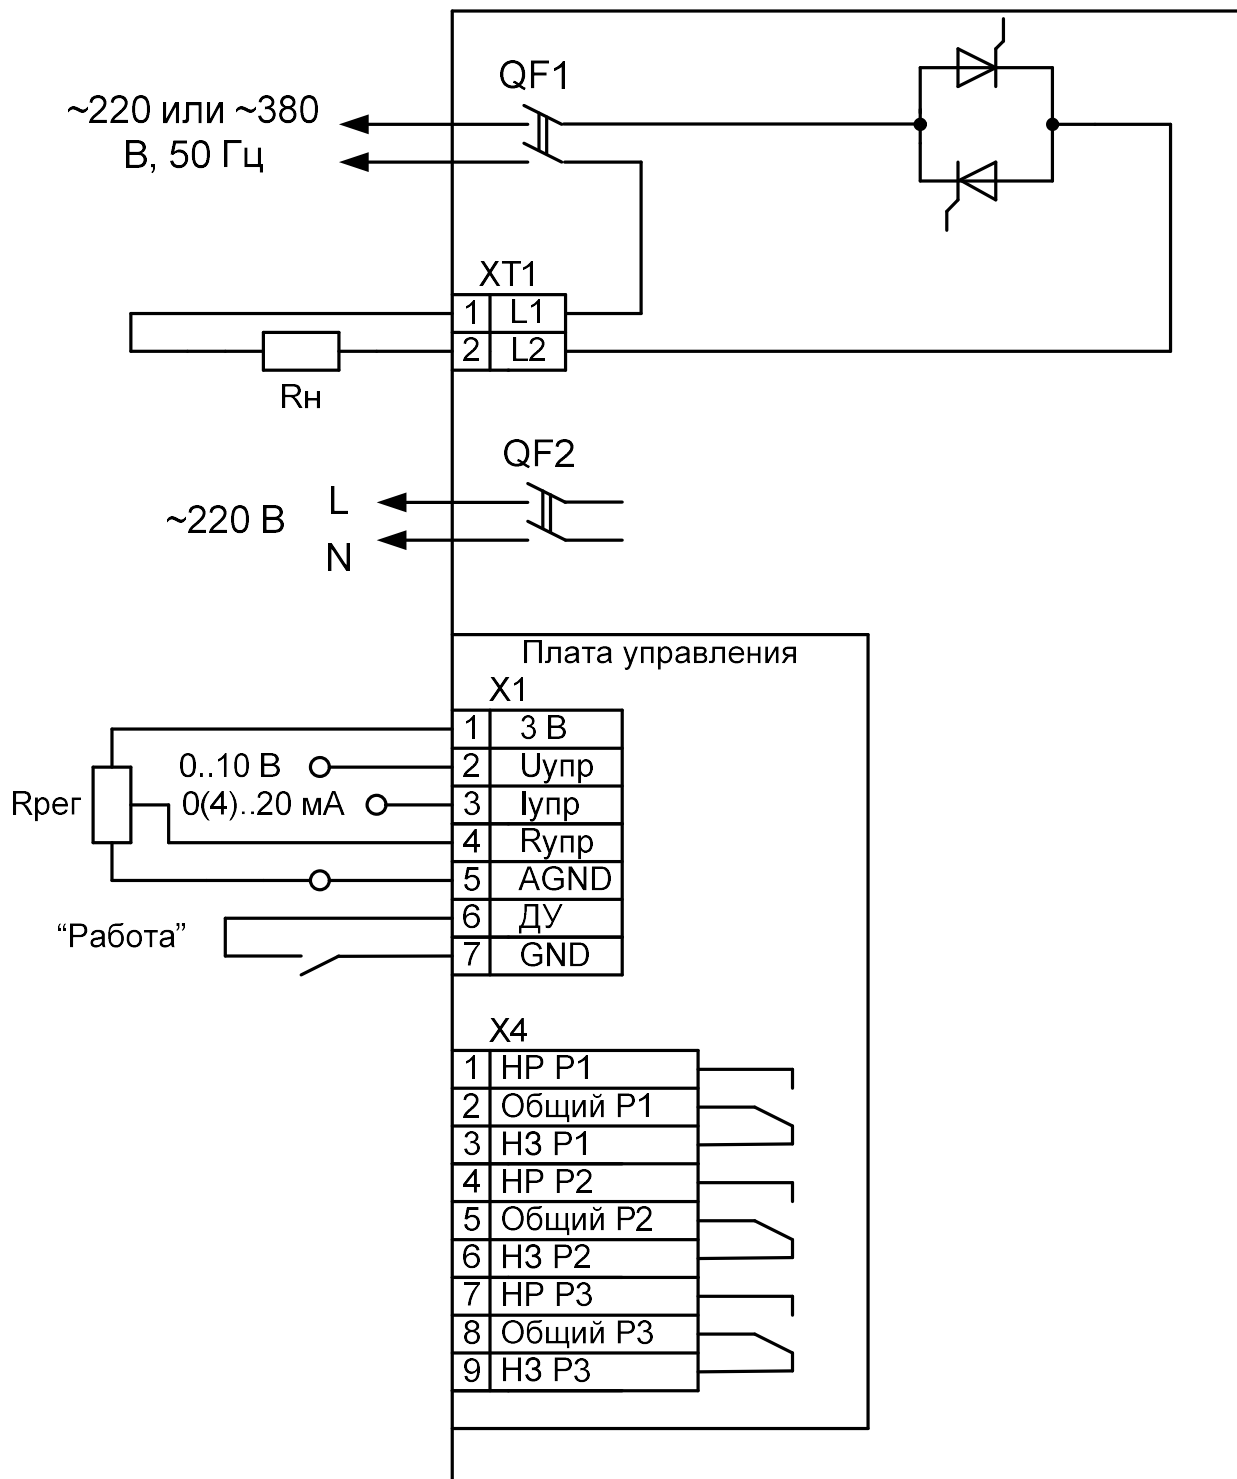 QF1
~220 или ~380
В, 50 Гц
XT1
1 L1
2 L2
Rн
QF2
L
~220 В
N
Плата управления
X1
1 3 В
0..10 В 2 Uупр
Rрег 0(4)..20 мА 3 Iупр
4 Rупр
5 AGND
6 ДУ
“Работа”
7 GND
X4
1 НР Р1
2 Общий Р1
3 НЗ Р1
4 НР Р2
5 Общий Р2
6 НЗ Р2
7 НР Р3
8 Общий Р3
9 НЗ Р3